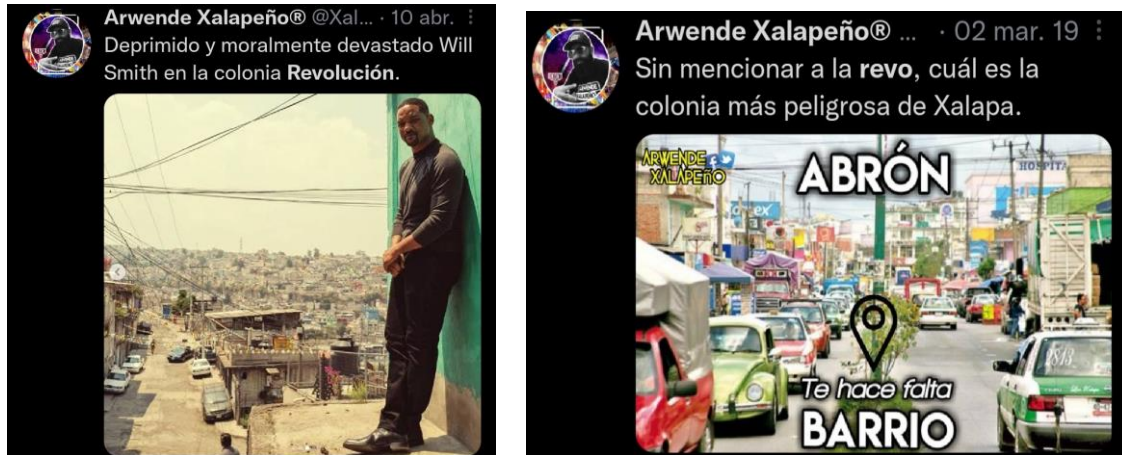 Arwende Xalapeño® @Xal... · 10 abr.
Deprimido y moralmente devastado Will
Smith en la colonia Revolución.
Arwende Xalapeño® ... · 02 mar. 19
Sin mencionar a la revo, cuál es la
colonia más peligrosa de Xalapa.
ARWENDE
XALAPEñO
ABRÓN
HOSPIT
Te hace falta
BARRIO